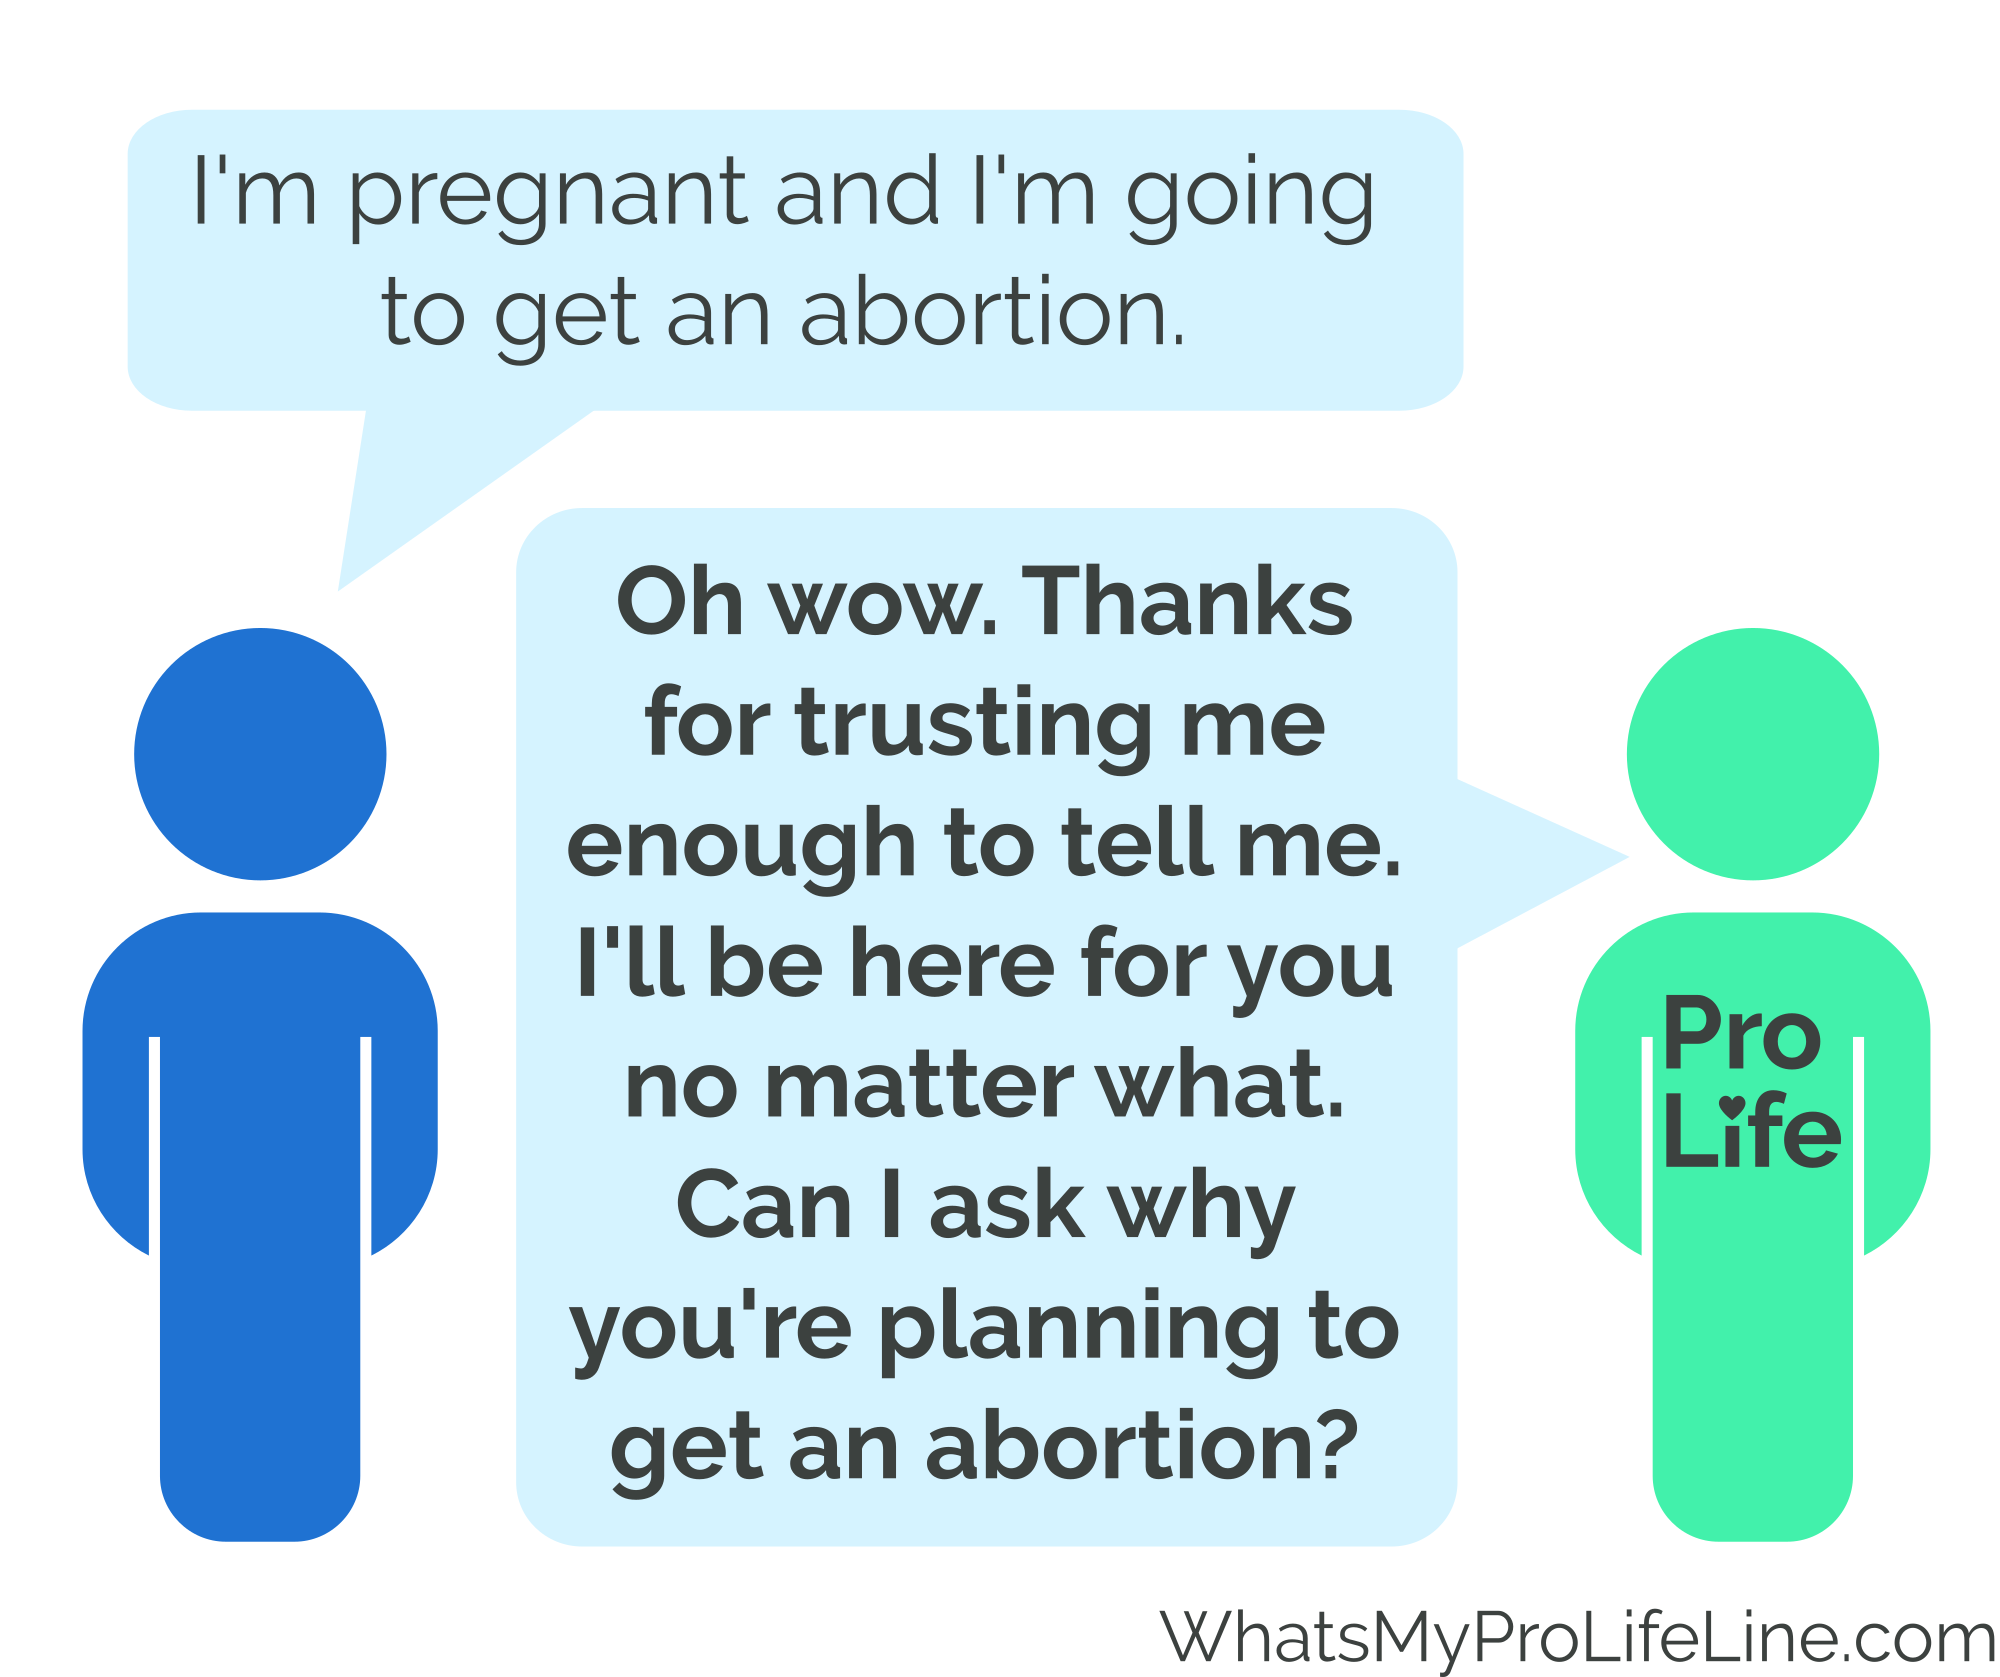 I'm pregnant and I'm going
to get an abortion.
Oh wow. Thanks
for trusting me
enough to tell me.
I'll be here for you
no matter what.
Can I ask why
you're planning to
get an abortion?
Pro
Life
WhatsMyProLifeLine.com